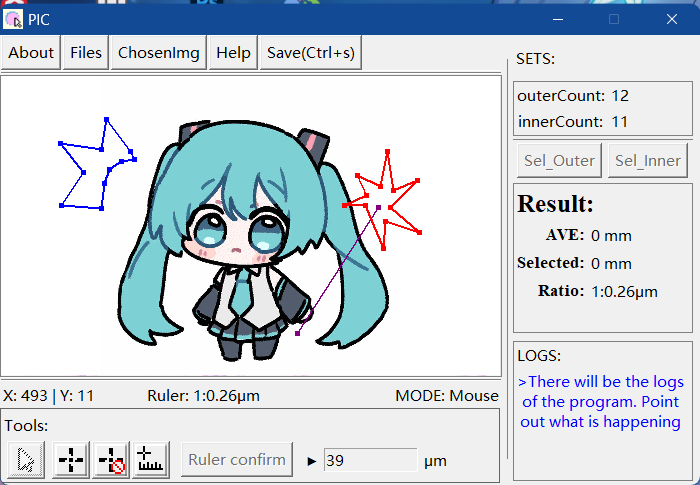 PIC
About Files ChosenImg Help Save(Ctrl+s)
X: 493 | Y: 11 Ruler: 1:0.26μm MODE: Mouse
Tools:
Ruler confirm ► 39 μm
SETS:
outerCount: 12
innerCount: 11
Sel_Outer Sel_Inner
Result:
AVE: 0 mm
Selected: 0 mm
Ratio: 1:0.26μm
LOGS:
>There will be the logs
of the program. Point
out what is happening